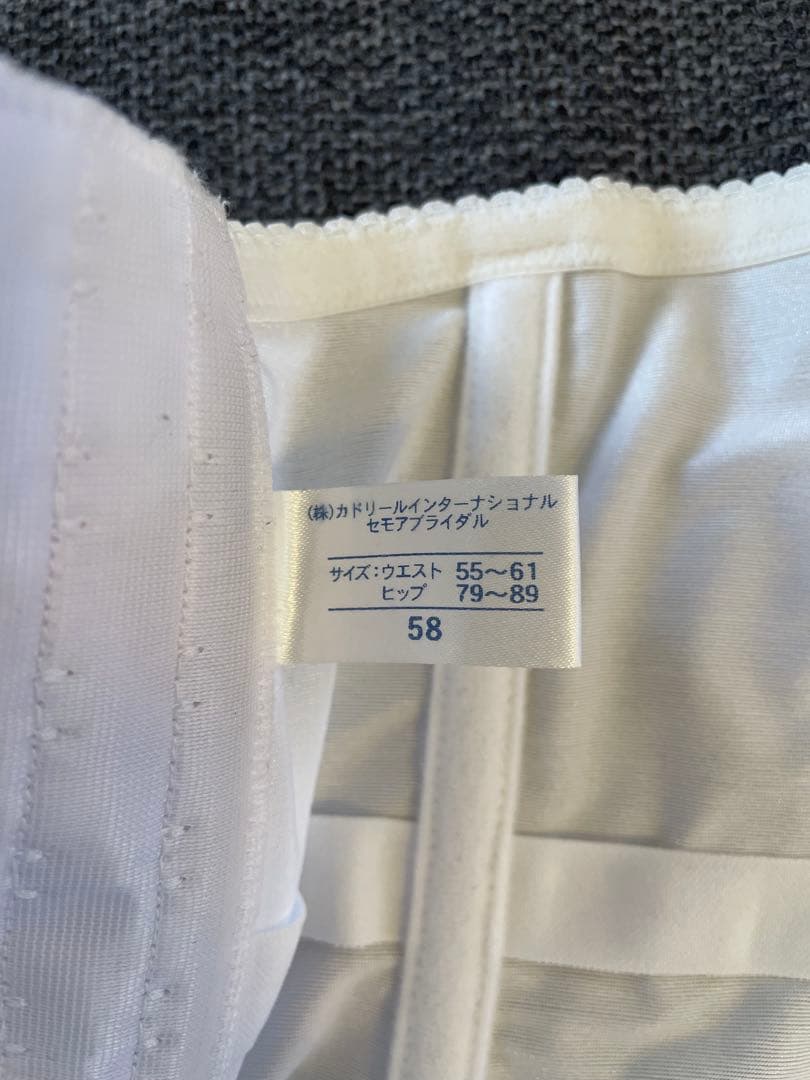 (株)カドリールインターナショナル
セモアブライダル
サイズ:ウエスト 55~61
ヒップ 79~89
58